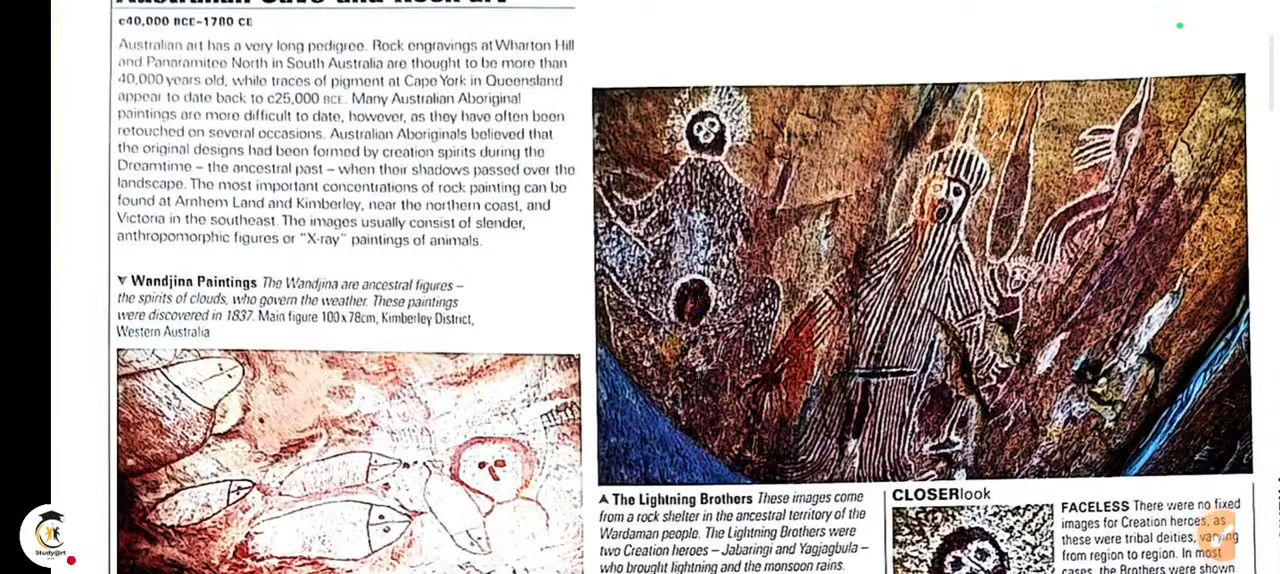 c40,000 BCE–1780 CE
Australian art has a very long pedigree. Rock engravings at Wharton Hill
and Panaramitee North in South Australia are thought to be more than
40,000 years old, while traces of pigment at Cape York in Queensland
appear to date back to c25,000 BCE. Many Australian Aboriginal
paintings are more difficult to date, however, as they have often been
retouched on several occasions. Australian Aboriginals believed that
the original designs had been formed by creation spirits during the
Dreamtime – the ancestral past – when their shadows passed over the
landscape. The most important concentrations of rock painting can be
found at Arnhem Land and Kimberley, near the northern coast, and
Victoria in the southeast. The images usually consist of slender,
anthropomorphic figures or "X-ray" paintings of animals.
▼ Wandjina Paintings The Wandjina are ancestral figures –
the spirits of clouds, who govern the weather. These paintings
were discovered in 1837. Main figure 100x78cm, Kimberley District,
Western Australia
▲ The Lightning Brothers These images come
from a rock shelter in the ancestral territory of the
Wardaman people. The Lightning Brothers were
two Creation heroes – Jabaringi and Yagjagbula –
who brought lightning and the monsoon rains.
CLOSERlook
FACELESS There were no fixed
images for Creation heroes, as
these were tribal deities, varying
from region to region. In most
cases, the Brothers were shown
Study@rt